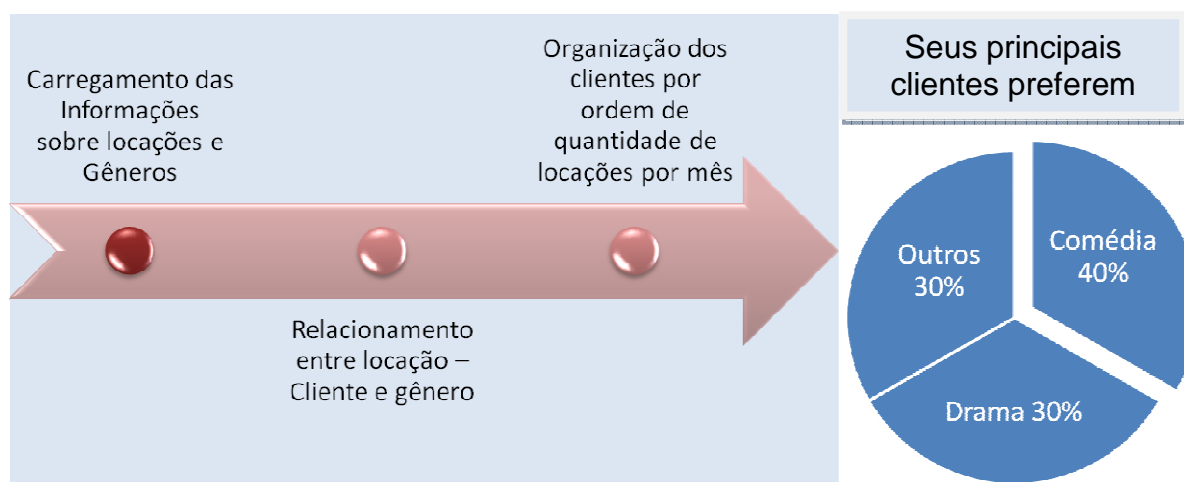 Carregamento das
Informações
sobre locações e
Gêneros
Relacionamento
entre locação –
Cliente e gênero
Organização dos
clientes por
ordem de
quantidade de
locações por mês
Seus principais
clientes preferem
Outros
30%
Comédia
40%
Drama 30%